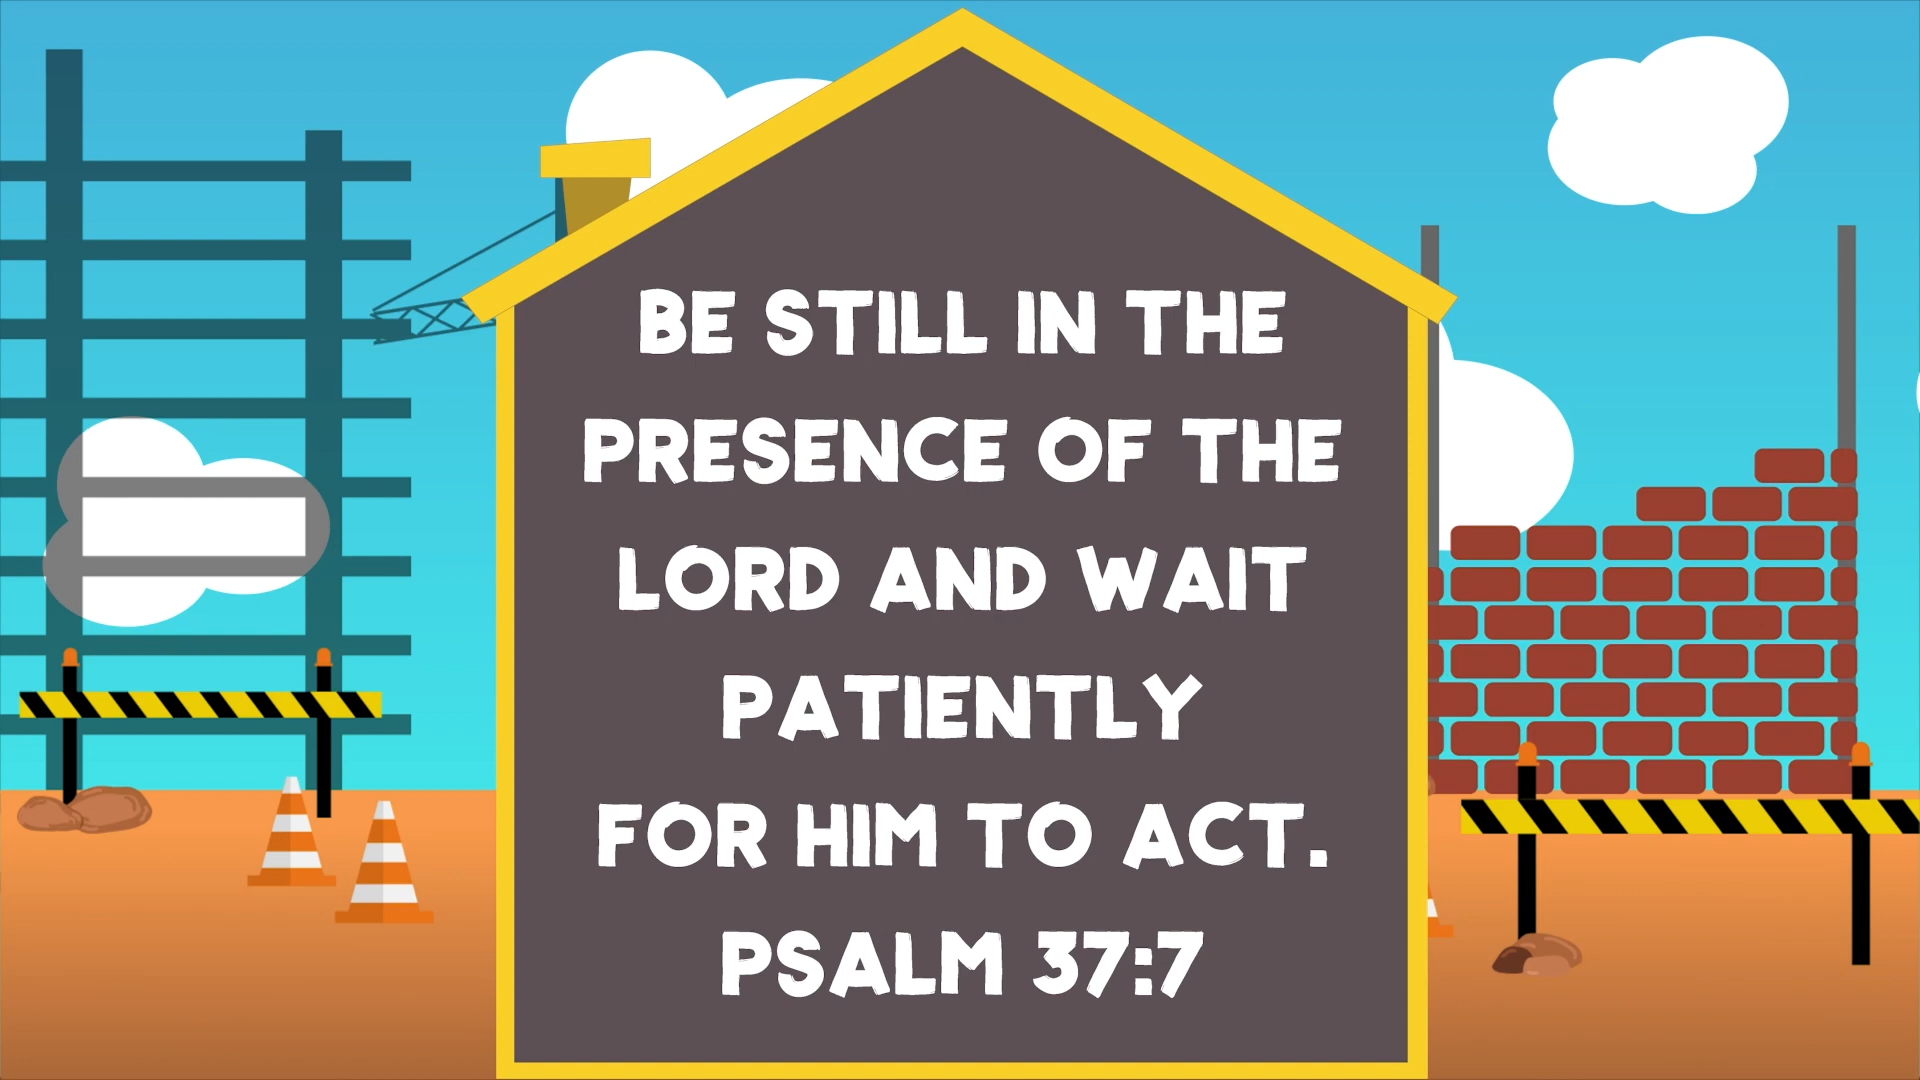 BE STILL IN THE
PRESENCE OF THE
LORD AND WAIT
PATIENTLY
FOR HIM TO ACT.
PSALM 37:7